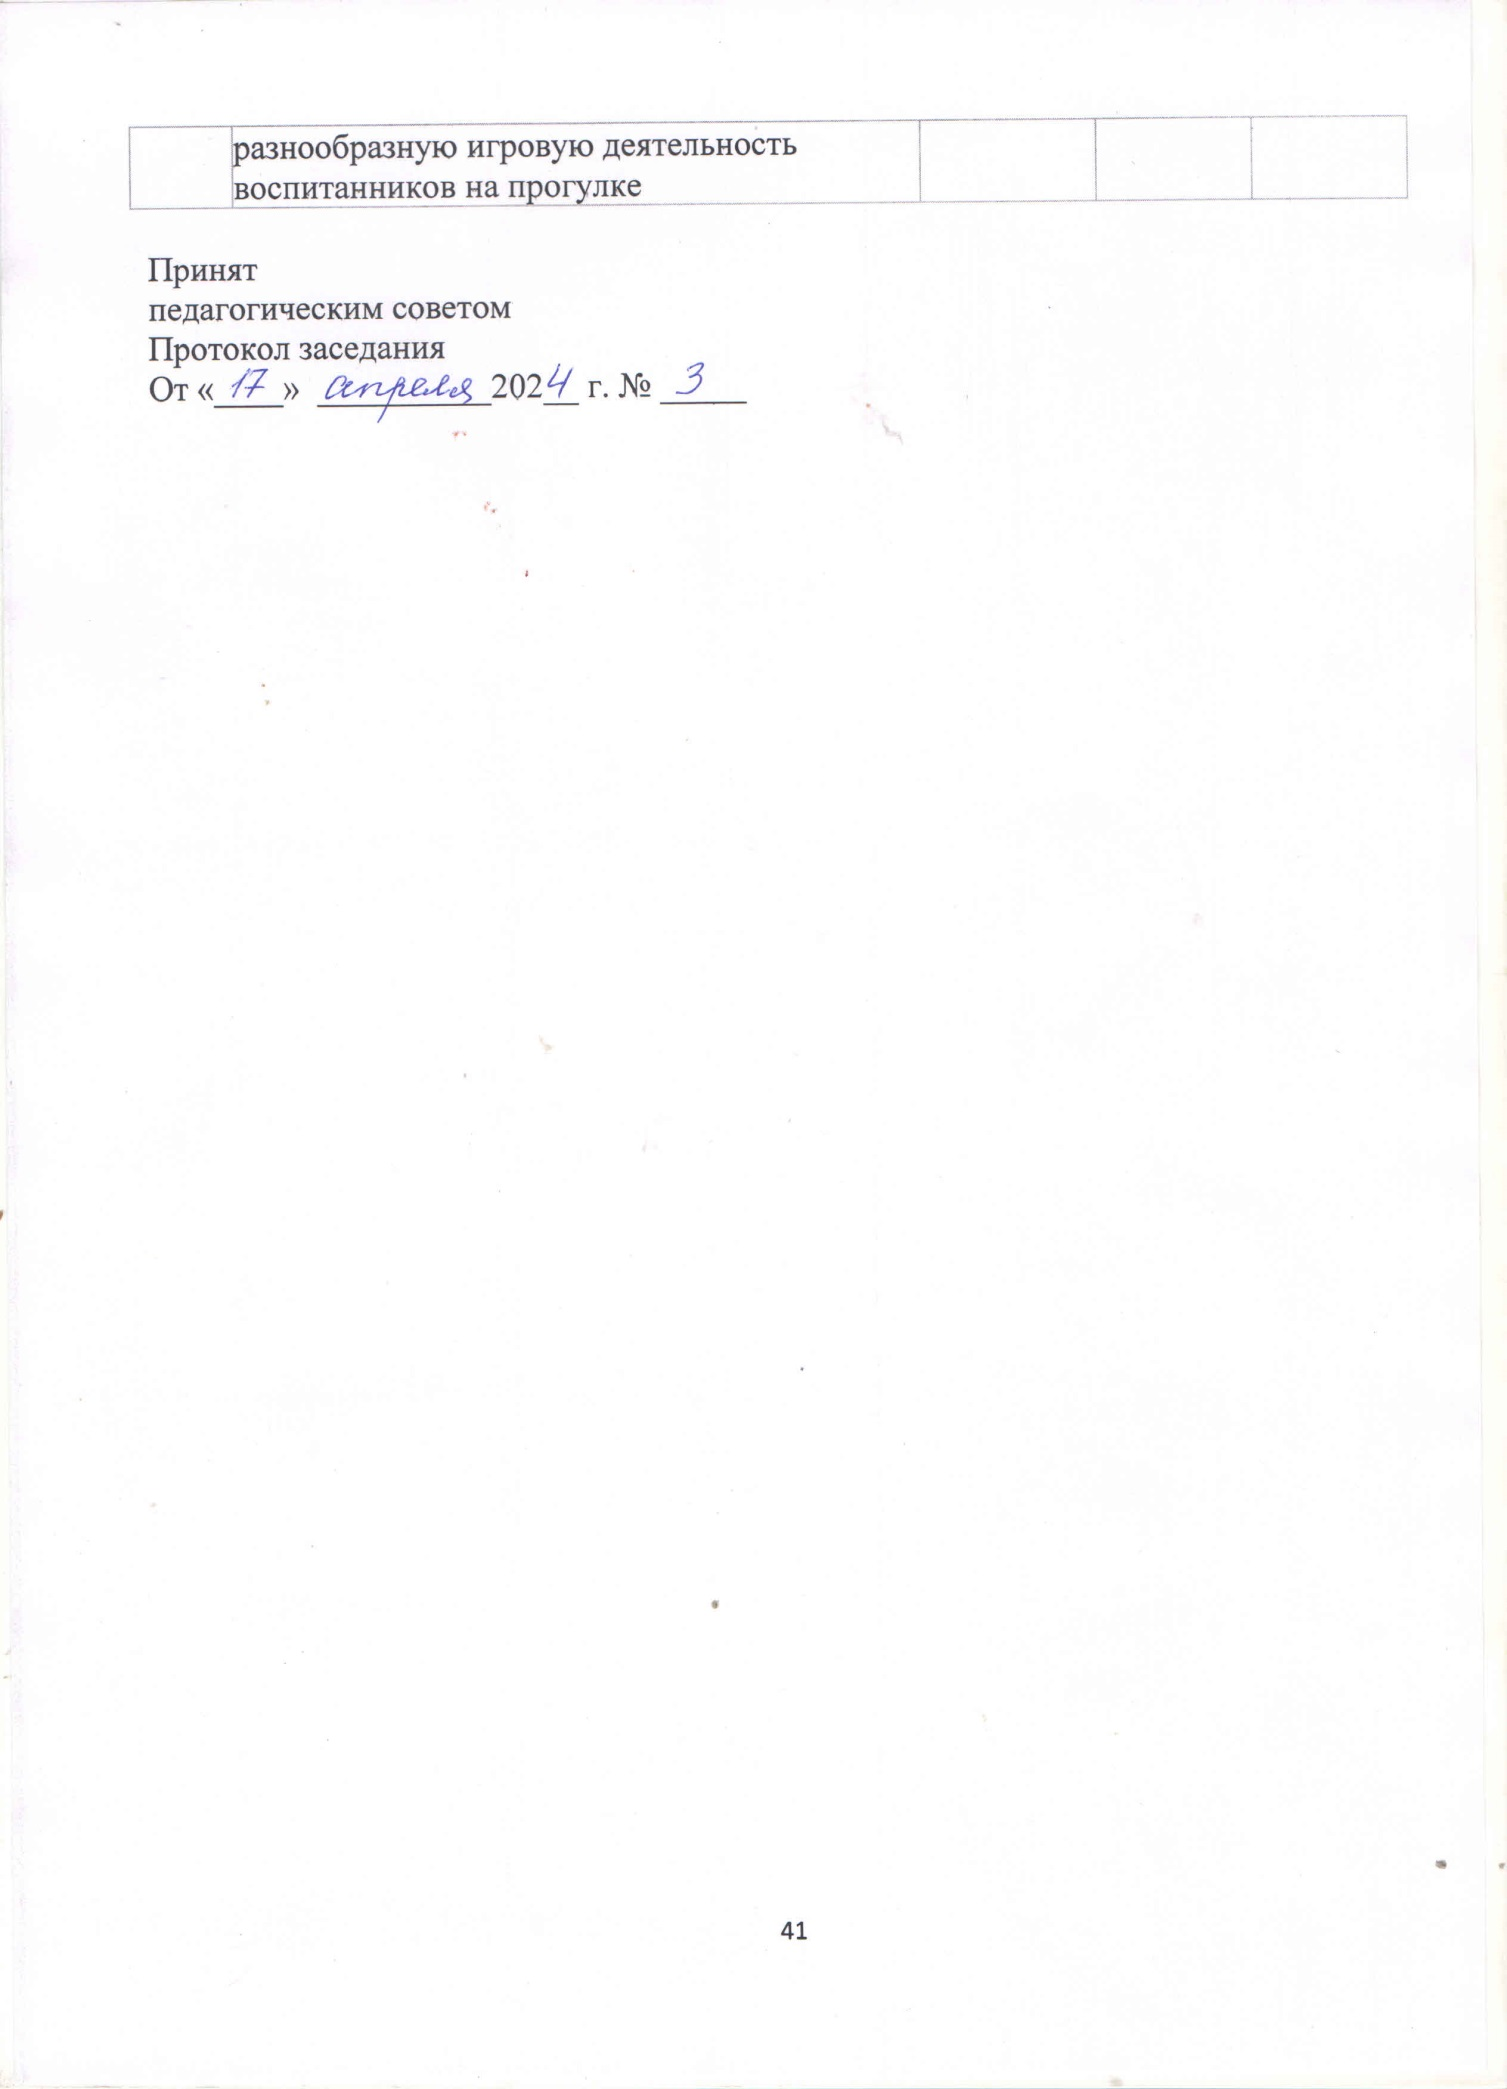 разнообразную игровую деятельность
воспитанников на прогулке
Принят
педагогическим советом
Протокол заседания
От «17» апреля 2024 г. № 3
41